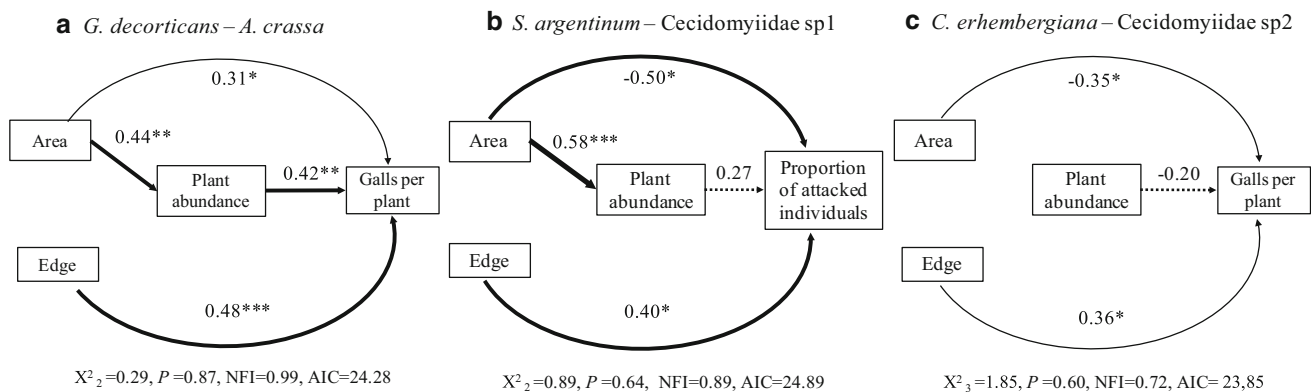 a G. decorticans – A. crassa
0.31*
Area
0.44**
Plant
abundance
0.42**
Galls per
plant
Edge
0.48***
X²₂ =0.29, P =0.87, NFI=0.99, AIC=24.28
b S. argentinum – Cecidomyiidae sp1
-0.50*
Area
0.58***
Plant
abundance
0.27
Proportion
of attacked
individuals
Edge
0.40*
X²₂ =0.89, P =0.64, NFI=0.89, AIC=24.89
c C. erhembergiana – Cecidomyiidae sp2
-0.35*
Area
Plant
abundance
-0.20
Galls per
plant
Edge
0.36*
X²₃ =1.85, P =0.60, NFI=0.72, AIC= 23,85